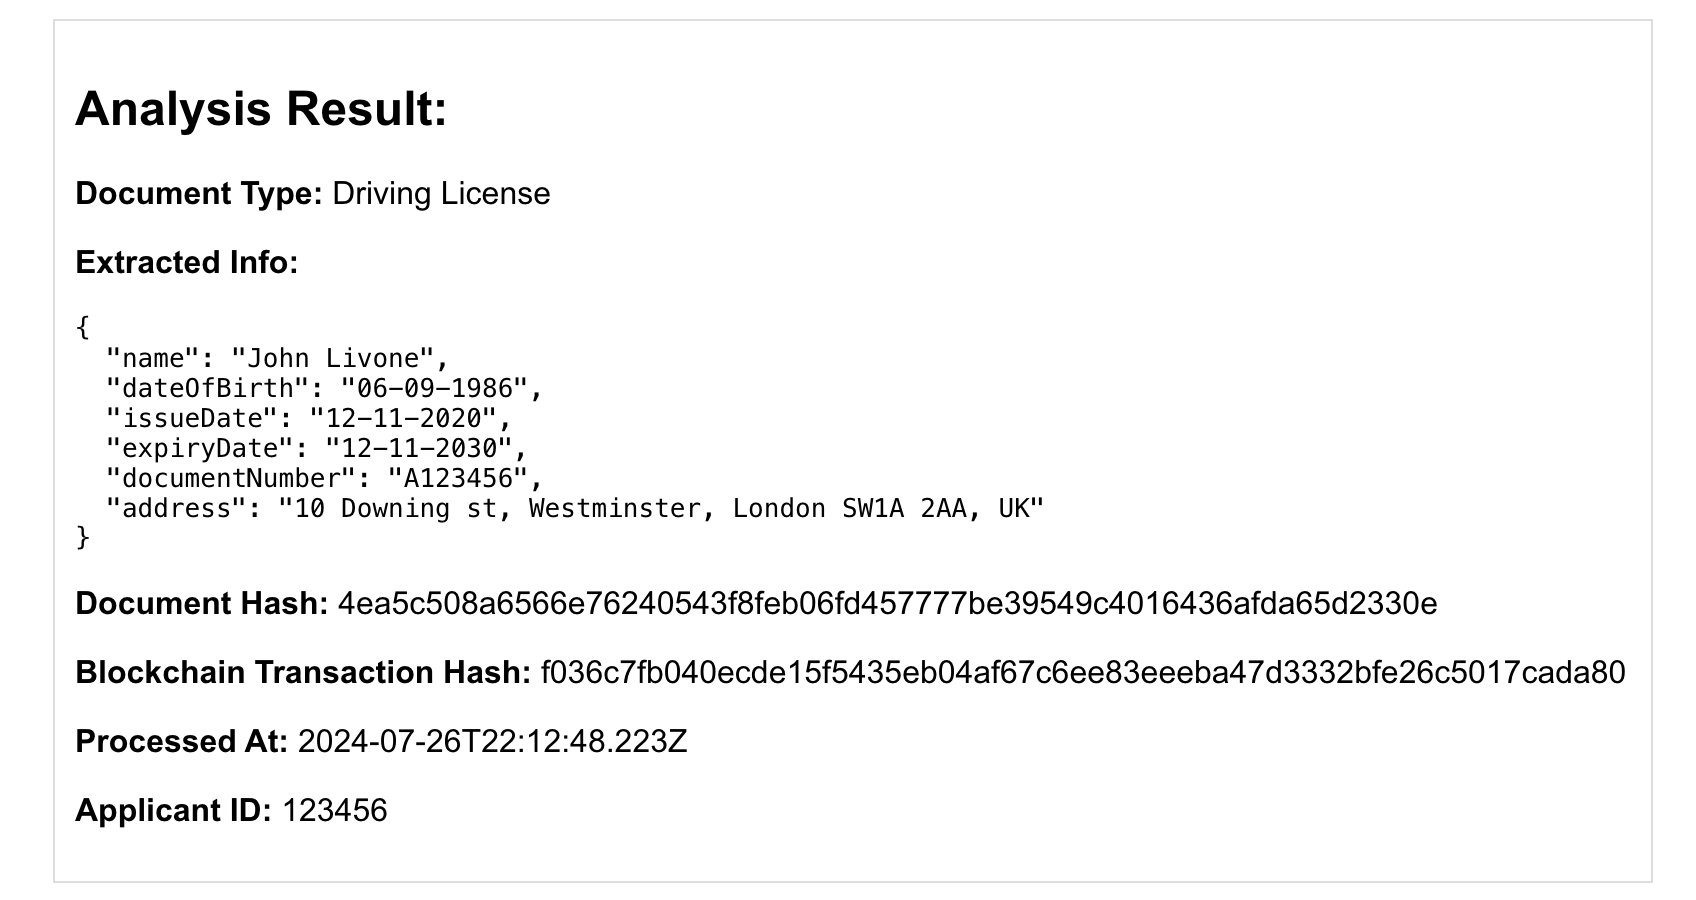 Analysis Result:
Document Type: Driving License
Extracted Info:
{
  "name": "John Livone",
  "dateOfBirth": "06-09-1986",
  "issueDate": "12-11-2020",
  "expiryDate": "12-11-2030",
  "documentNumber": "A123456",
  "address": "10 Downing st, Westminster, London SW1A 2AA, UK"
}
Document Hash: 4ea5c508a6566e76240543f8feb06fd457777be39549c4016436afda65d2330e
Blockchain Transaction Hash: f036c7fb040ecde15f5435eb04af67c6ee83eeeba47d3332bfe26c5017cada80
Processed At: 2024-07-26T22:12:48.223Z
Applicant ID: 123456